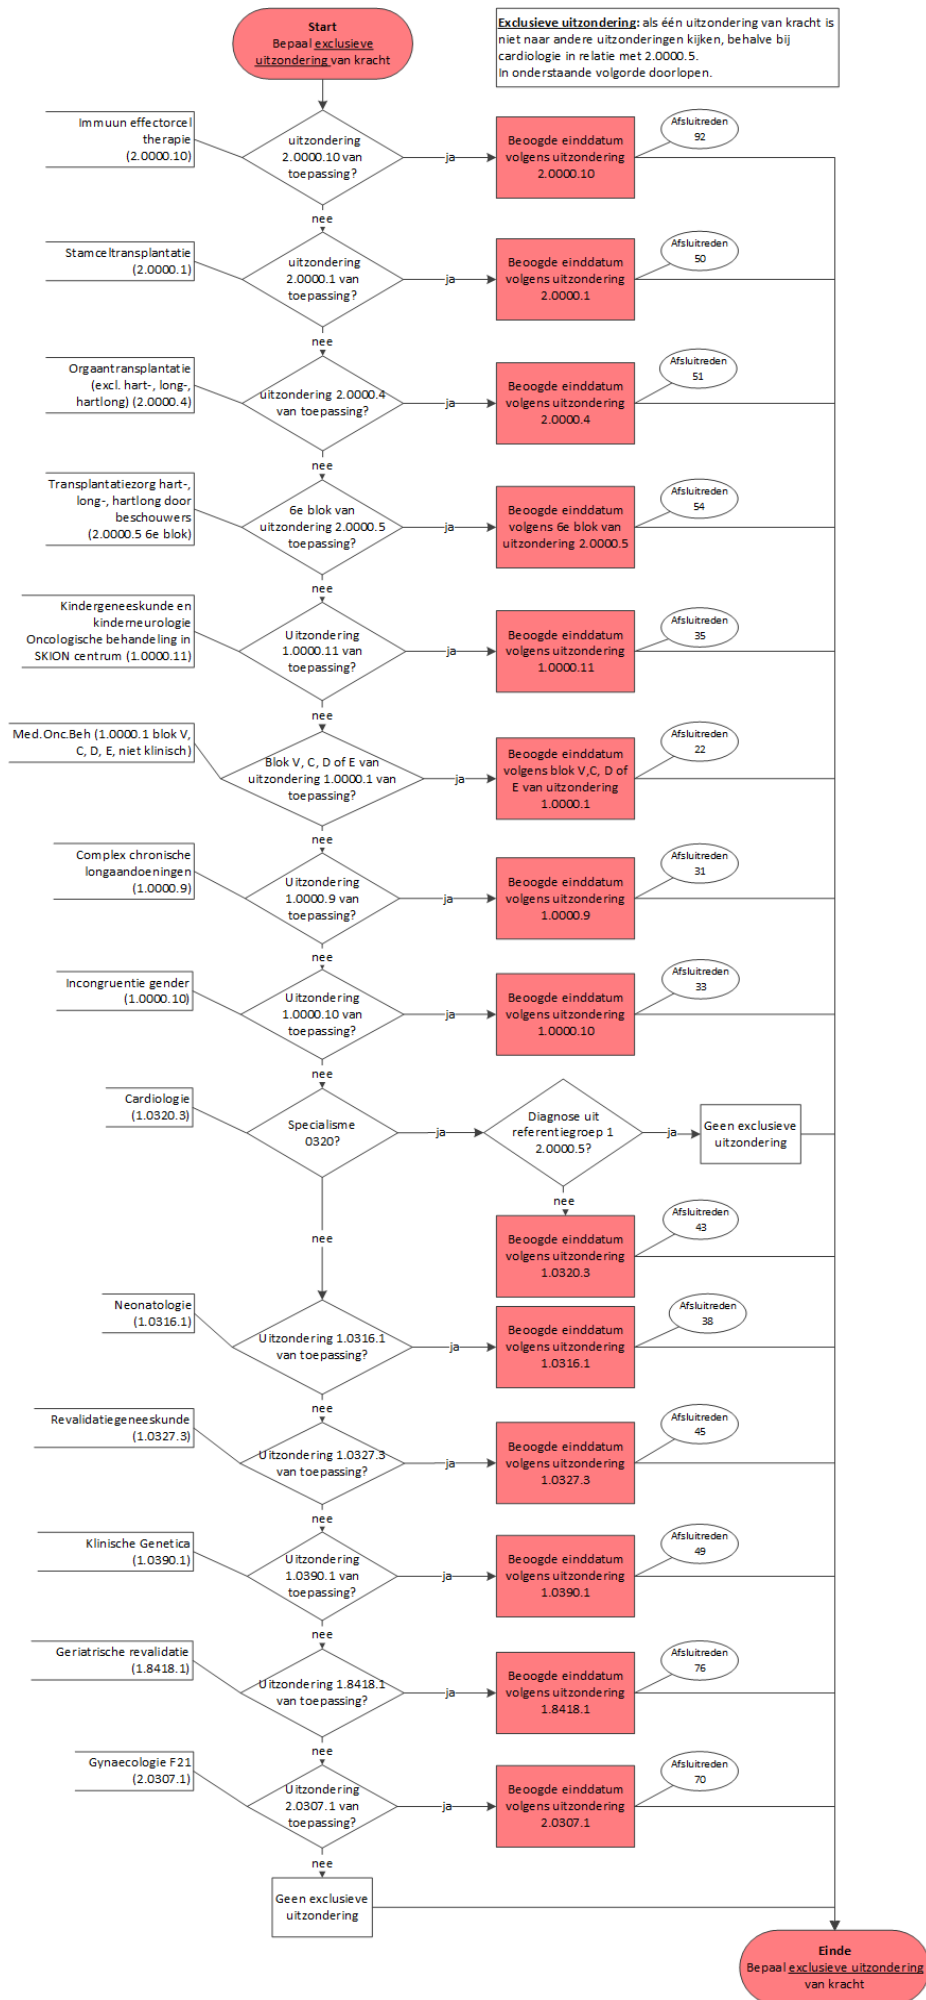 Start
Bepaal exclusieve
uitzondering van kracht
Exclusieve uitzondering: als één uitzondering van kracht is
niet naar andere uitzonderingen kijken, behalve bij
cardiologie in relatie met 2.0000.5.
In onderstaande volgorde doorlopen.
Immuun effectorcel
therapie
(2.0000.10)
uitzondering
2.0000.10 van
toepassing?
ja
Beoogde einddatum
volgens uitzondering
2.0000.10
Afsluitreden
92
nee
Stamceltransplantatie
(2.0000.1)
uitzondering
2.0000.1 van
toepassing?
ja
Beoogde einddatum
volgens uitzondering
2.0000.1
Afsluitreden
50
nee
Orgaantransplantatie
(excl. hart-, long-,
hartlong) (2.0000.4)
uitzondering 2.0000.4
van toepassing?
ja
Beoogde einddatum
volgens uitzondering
2.0000.4
Afsluitreden
51
nee
Transplantatiezorg hart-,
long-, hartlong door
beschouwers
(2.0000.5 6e blok)
6e blok van
uitzondering 2.0000.5
toepassing?
ja
Beoogde einddatum
volgens 6e blok van
uitzondering 2.0000.5
Afsluitreden
54
nee
Kindergeneeskunde en
kinderneurologie
Oncologische behandeling in
SKION centrum (1.0000.11)
Uitzondering
1.0000.11 van
toepassing?
ja
Beoogde einddatum
volgens uitzondering
1.0000.11
Afsluitreden
35
nee
Med.Onc.Beh (1.0000.1 blok V,
C, D, E, niet klinisch)
Blok V, C, D of E van
uitzondering 1.0000.1 van
toepassing?
ja
Beoogde einddatum
volgens blok V,C, D of
E van uitzondering
1.0000.1
Afsluitreden
22
nee
Complex chronische
longaandoeningen
(1.0000.9)
Uitzondering
1.0000.9 van
toepassing?
ja
Beoogde einddatum
volgens uitzondering
1.0000.9
Afsluitreden
31
nee
Incongruentie gender
(1.0000.10)
Uitzondering
1.0000.10 van
toepassing?
ja
Beoogde einddatum
volgens uitzondering
1.0000.10
Afsluitreden
33
nee
Cardiologie
(1.0320.3)
Specialisme
0320?
ja
Diagnose uit
referentiegroep 1
2.0000.5?
ja
Geen exclusieve
uitzondering
nee
nee
Beoogde einddatum
volgens uitzondering
1.0320.3
Afsluitreden
43
Neonatologie
(1.0316.1)
Uitzondering 1.0316.1
van toepassing?
ja
Beoogde einddatum
volgens uitzondering
1.0316.1
Afsluitreden
38
nee
Revalidatiegeneeskunde
(1.0327.3)
Uitzondering 1.0327.3
van toepassing?
ja
Beoogde einddatum
volgens uitzondering
1.0327.3
Afsluitreden
45
nee
Klinische Genetica
(1.0390.1)
Uitzondering
1.0390.1 van
toepassing?
ja
Beoogde einddatum
volgens uitzondering
1.0390.1
Afsluitreden
49
nee
Geriatrische revalidatie
(1.8418.1)
Uitzondering 1.8418.1
van toepassing?
ja
Beoogde einddatum
volgens uitzondering
1.8418.1
Afsluitreden
76
nee
Gynaecologie F21
(2.0307.1)
Uitzondering
2.0307.1 van
toepassing?
ja
Beoogde einddatum
volgens uitzondering
2.0307.1
Afsluitreden
70
nee
Geen exclusieve
uitzondering
Einde
Bepaal exclusieve uitzondering
van kracht